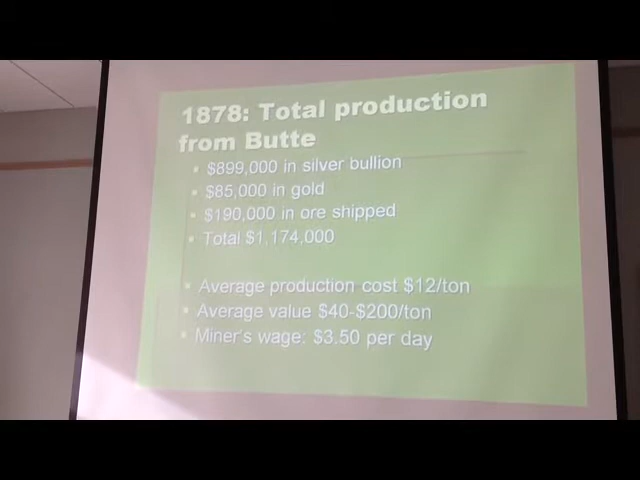 1878: Total production
from Butte
• $899,000 in silver bullion
• $85,000 in gold
• $190,000 in ore shipped
• Total $1,174,000
• Average production cost $12/ton
• Average value $40-$200/ton
• Miner's wage: $3.50 per day